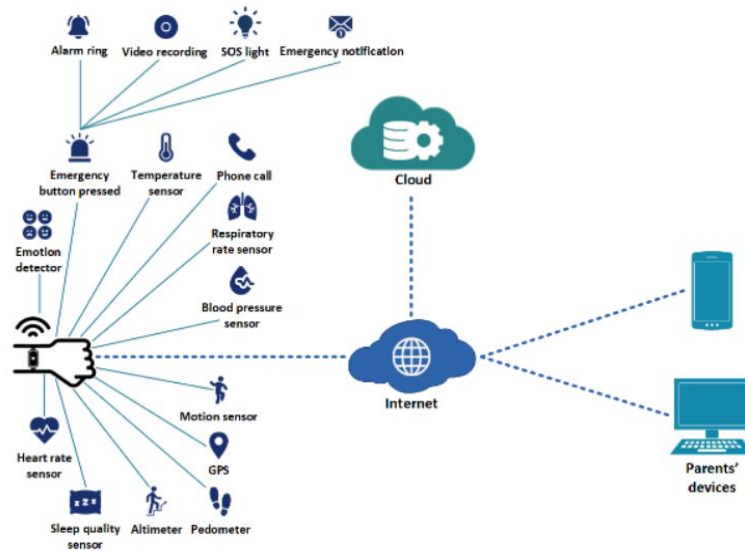 Alarm ring
Video recording
SOS light
Emergency notification
1
Emergency
button pressed
Temperature
sensor
Phone call
Cloud
Emotion
detector
Respiratory
rate sensor
Blood pressure
sensor
Internet
Motion sensor
Heart rate
sensor
GPS
Parents'
devices
z z z
Sleep quality
sensor
Altimeter
Pedometer